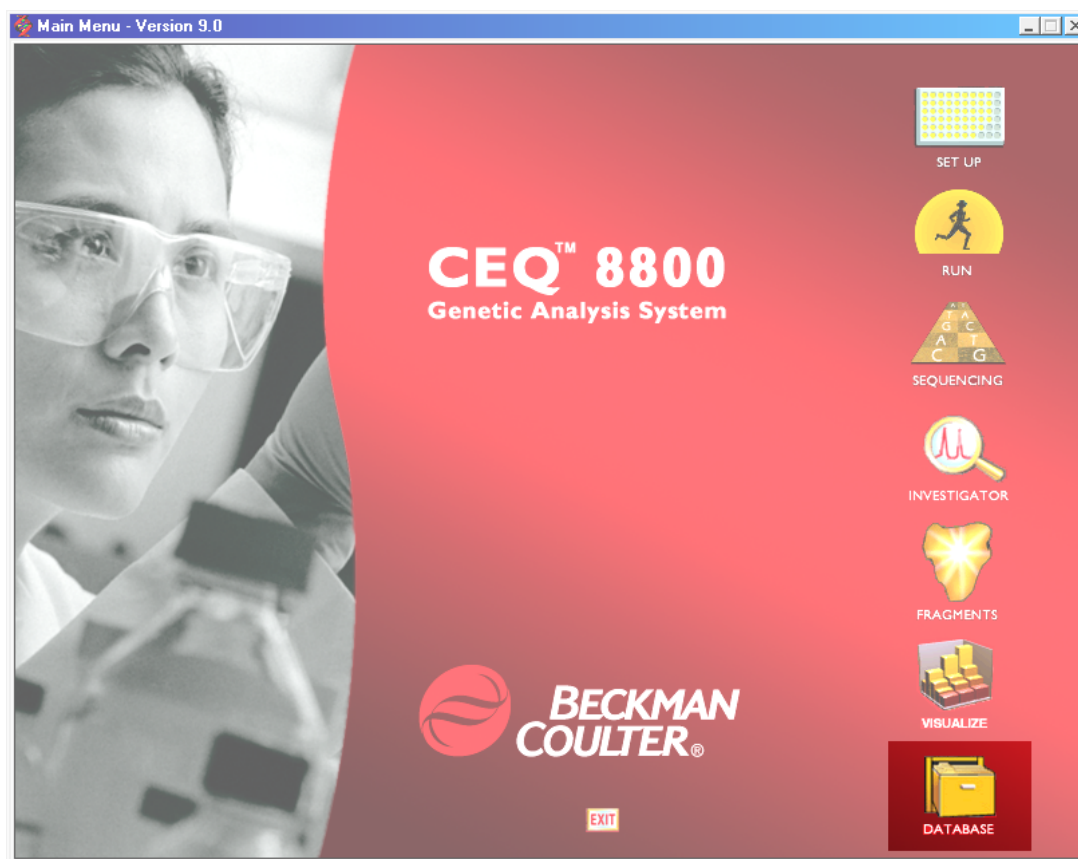 Main Menu - Version 9.0
SET UP
RUN
CEQ™ 8800
Genetic Analysis System
A T
T A
G C
A T
C G
SEQUENCING
INVESTIGATOR
FRAGMENTS
VISUALIZE
BECKMAN
COULTER®
DATABASE
EXIT